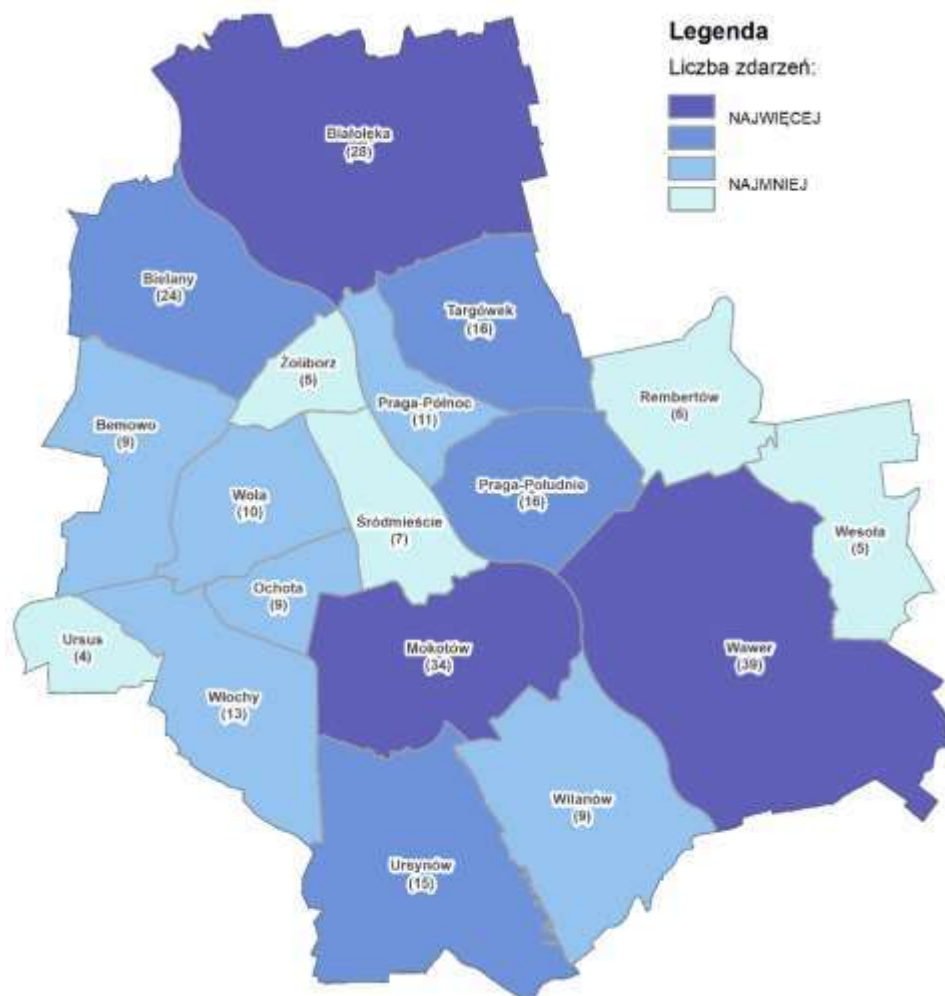 Legenda
Liczba zdarzeń:
NAJWIĘCEJ
NAJMNIEJ
Białołęka
(28)
Bielany
(24)
Targówek
(16)
Żoliborz
(5)
Rembertów
(6)
Praga-Północ
(11)
Bemowo
(9)
Praga-Południe
(16)
Wola
(10)
Śródmieście
(7)
Wesoła
(5)
Ochota
(9)
Ursus
(4)
Mokotów
(34)
Wawer
(39)
Włochy
(13)
Wilanów
(9)
Ursynów
(15)